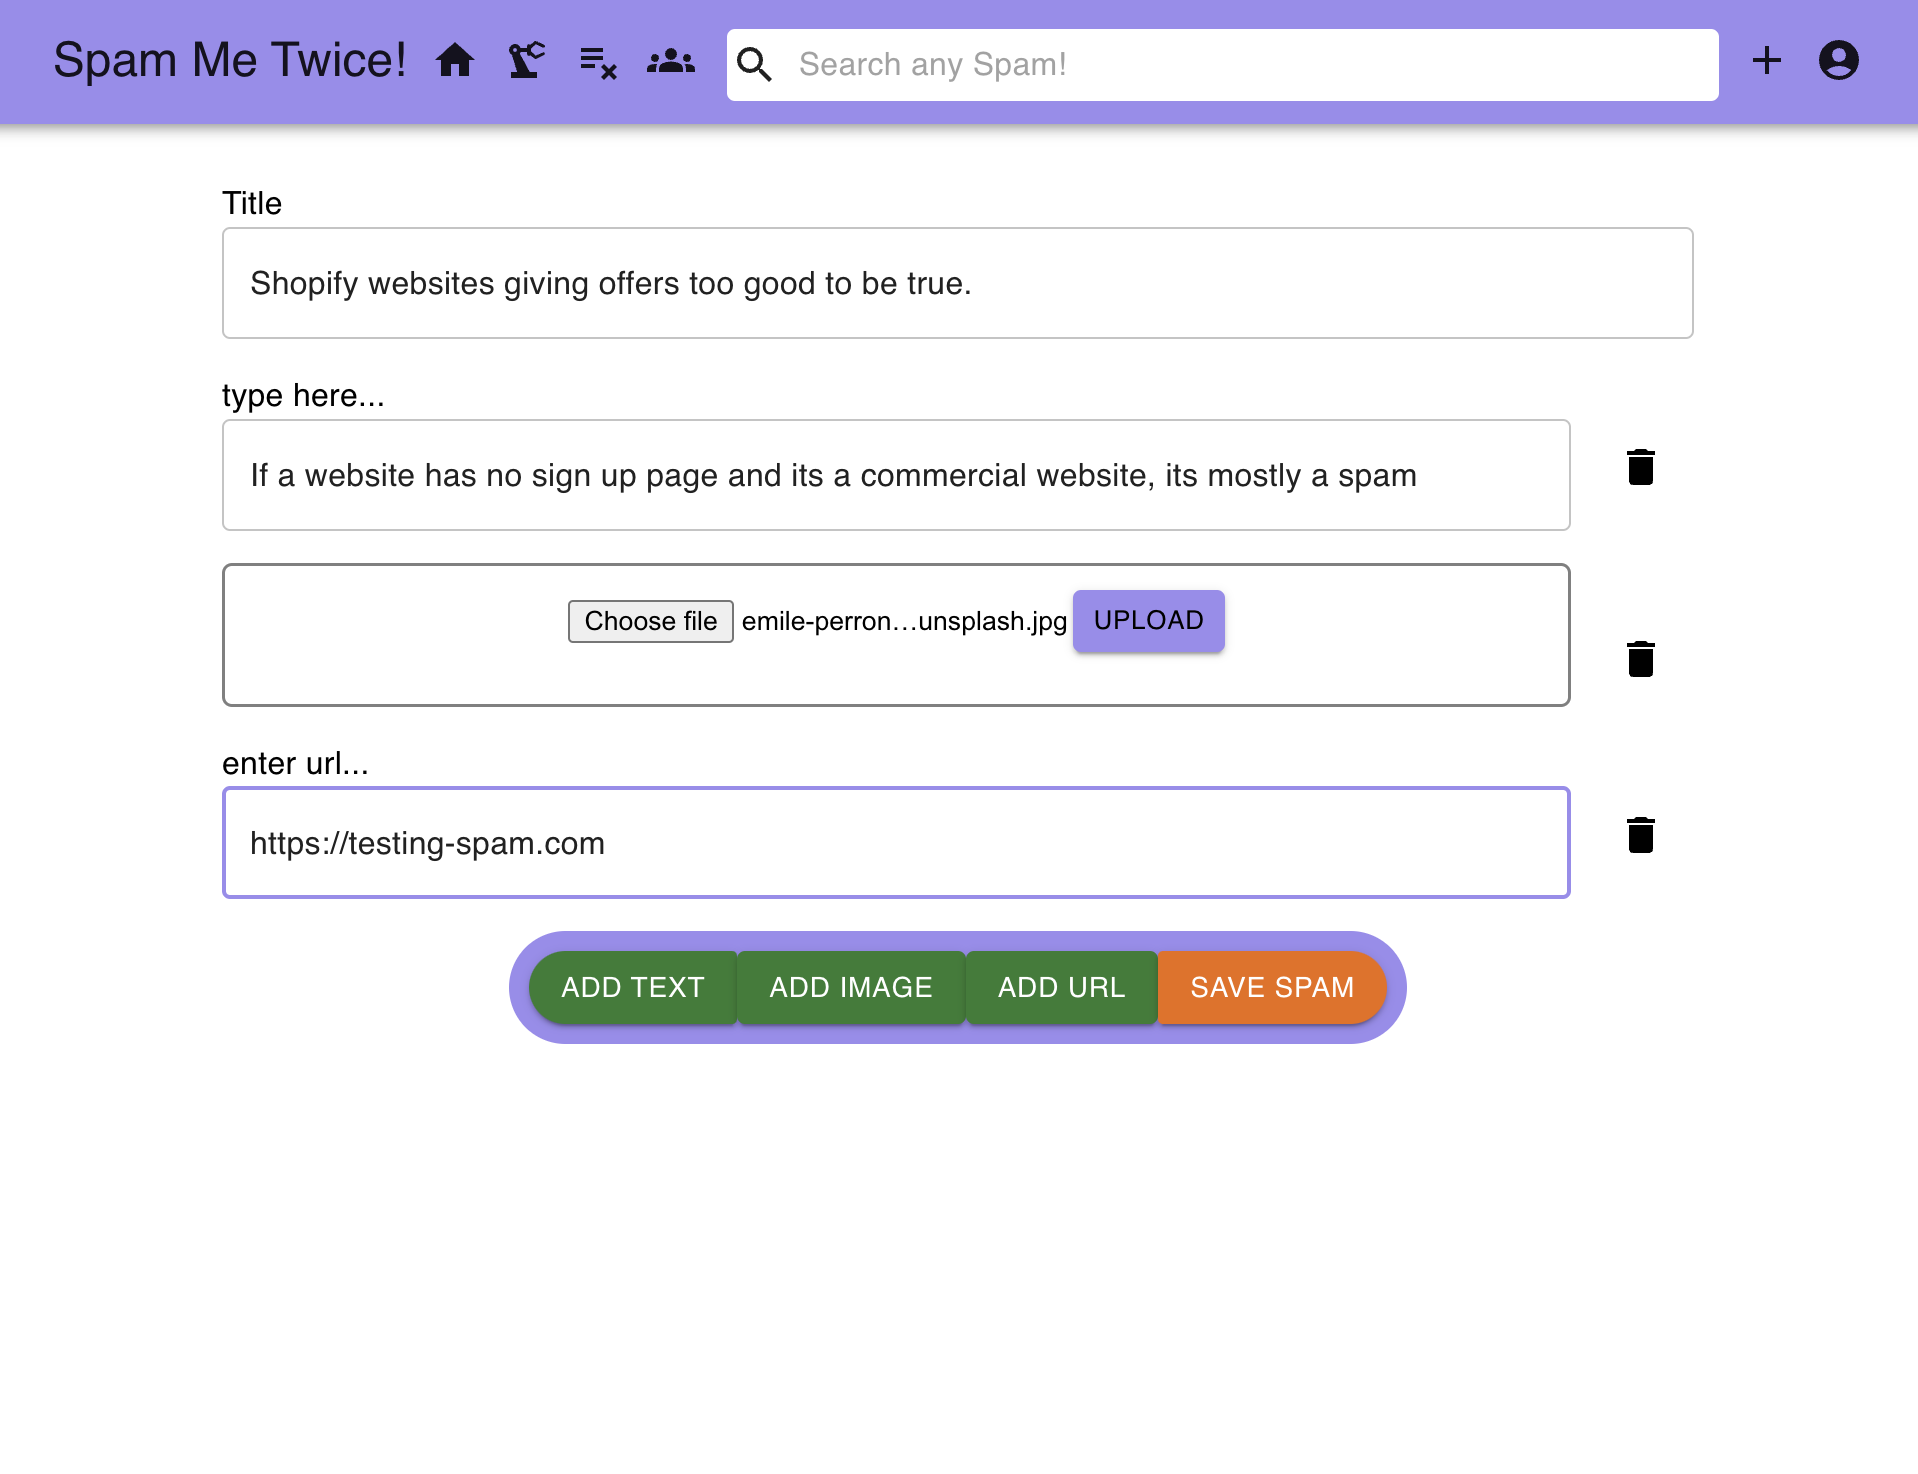 Spam Me Twice!
Search any Spam!
Title
Shopify websites giving offers too good to be true.
type here...
If a website has no sign up page and its a commercial website, its mostly a spam
Choose file emile-perron...unsplash.jpg UPLOAD
enter url...
https://testing-spam.com
ADD TEXT ADD IMAGE ADD URL SAVE SPAM